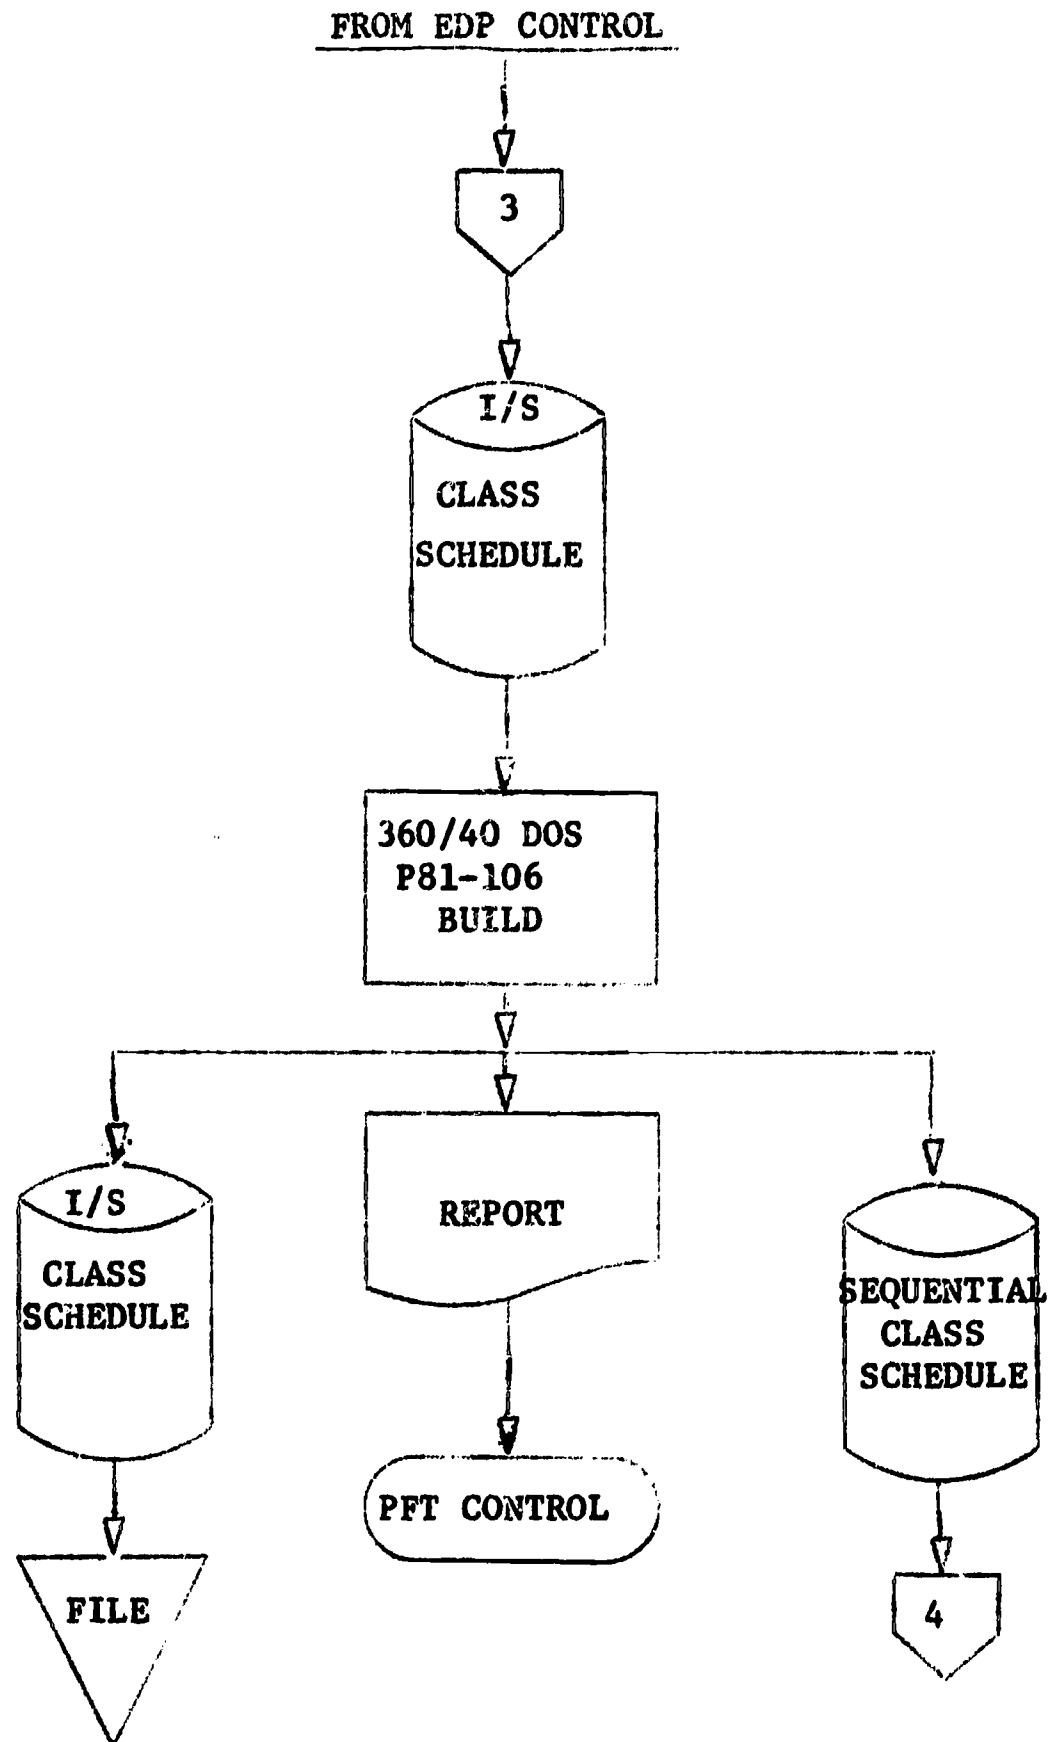 FROM EDP CONTROL
3
I/S
CLASS
SCHEDULE
360/40 DOS
P81-106
BUILD
I/S
CLASS
SCHEDULE
REPORT
SEQUENTIAL
CLASS
SCHEDULE
PFT CONTROL
FILE
4